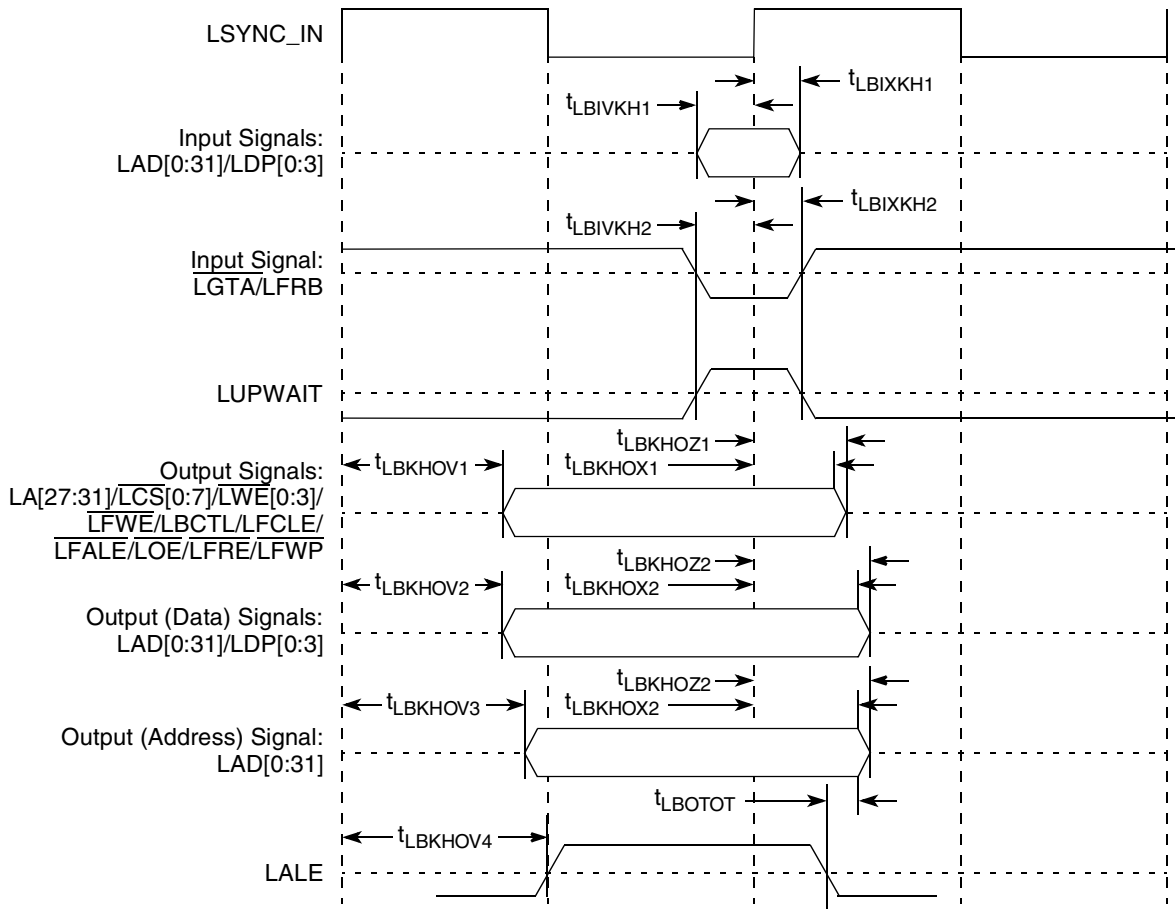 LSYNC_IN
tLBIXKH1
tLBIVKH1
Input Signals:
LAD[0:31]/LDP[0:3]
tLBIXKH2
tLBIVKH2
Input Signal:
LGTA/LFRB
LUPWAIT
tLBKHOZ1
tLBKHOV1
tLBKHOX1
Output Signals:
LA[27:31]/LCS[0:7]/LWE[0:3]/
LFWE/LBCTL/LFCLE/
LFALE/LOE/LFRE/LFWP
tLBKHOZ2
tLBKHOV2
tLBKHOX2
Output (Data) Signals:
LAD[0:31]/LDP[0:3]
tLBKHOZ2
tLBKHOV3
tLBKHOX2
Output (Address) Signal:
LAD[0:31]
tLBOTOT
tLBKHOV4
LALE